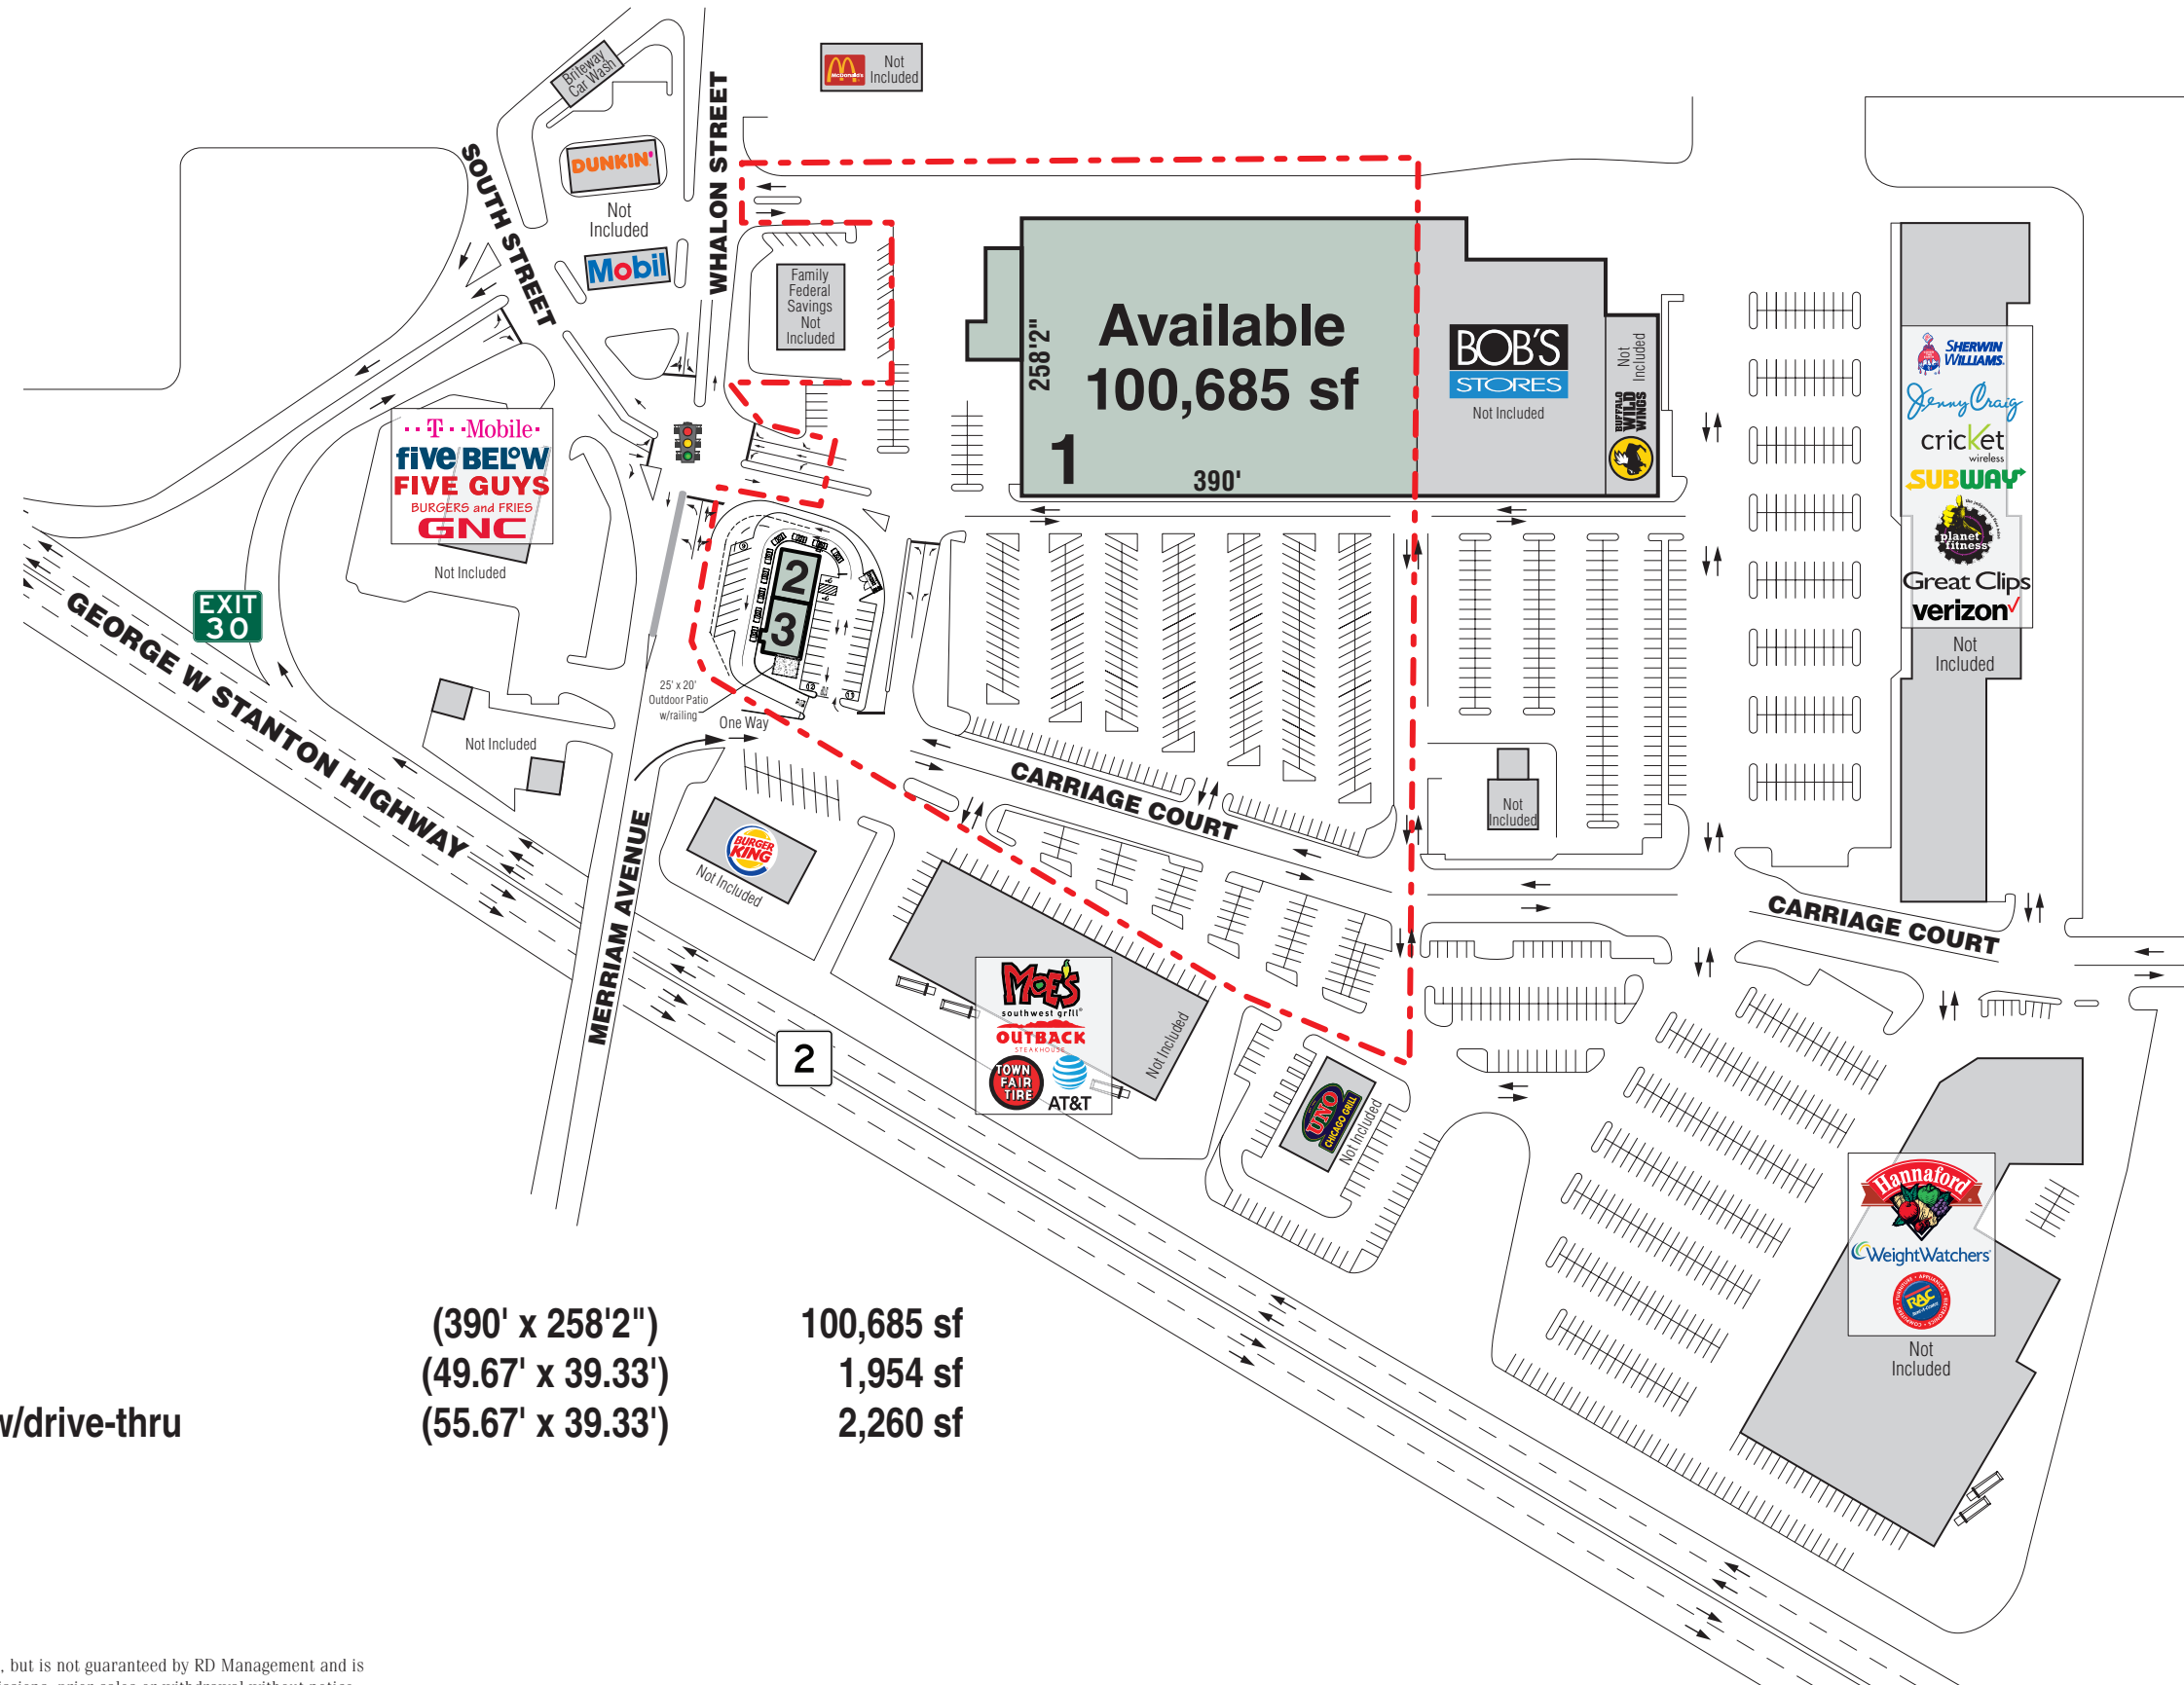 Briteway
Car Wash
McDonald's
Not
Included
SOUTH STREET
WHALON STREET
DUNKIN'
Not
Included
Mobil
Family
Federal
Savings
Not
Included
258'2"
Available
100,685 sf
1
390'
BOB'S
STORES
Not Included
Not
Included
BUFFALO
WILD
WINGS
SHERWIN
WILLIAMS.
Jenny Craig
cricket
wireless
SUBWAY
planet
fitness
Great Clips
verizon
Not
Included
T Mobile
five BELOW
FIVE GUYS
BURGERS and FRIES
GNC
Not Included
EXIT
30
GEORGE W STANTON HIGHWAY
2
3
25' x 20'
Outdoor Patio
w/railing
One Way
Not Included
CARRIAGE COURT
Not
Included
MERRIAM AVENUE
BURGER
KING
Not Included
CARRIAGE COURT
MOE'S
southwest grill
OUTBACK
STEAKHOUSE
TOWN
FAIR
TIRE
AT&T
Not Included
2
UNO
CHICAGO GRILL
Not Included
Hannaford
WeightWatchers
RAC
Not
Included
(390' x 258'2") 100,685 sf
(49.67' x 39.33') 1,954 sf
w/drive-thru (55.67' x 39.33') 2,260 sf
, but is not guaranteed by RD Management and is